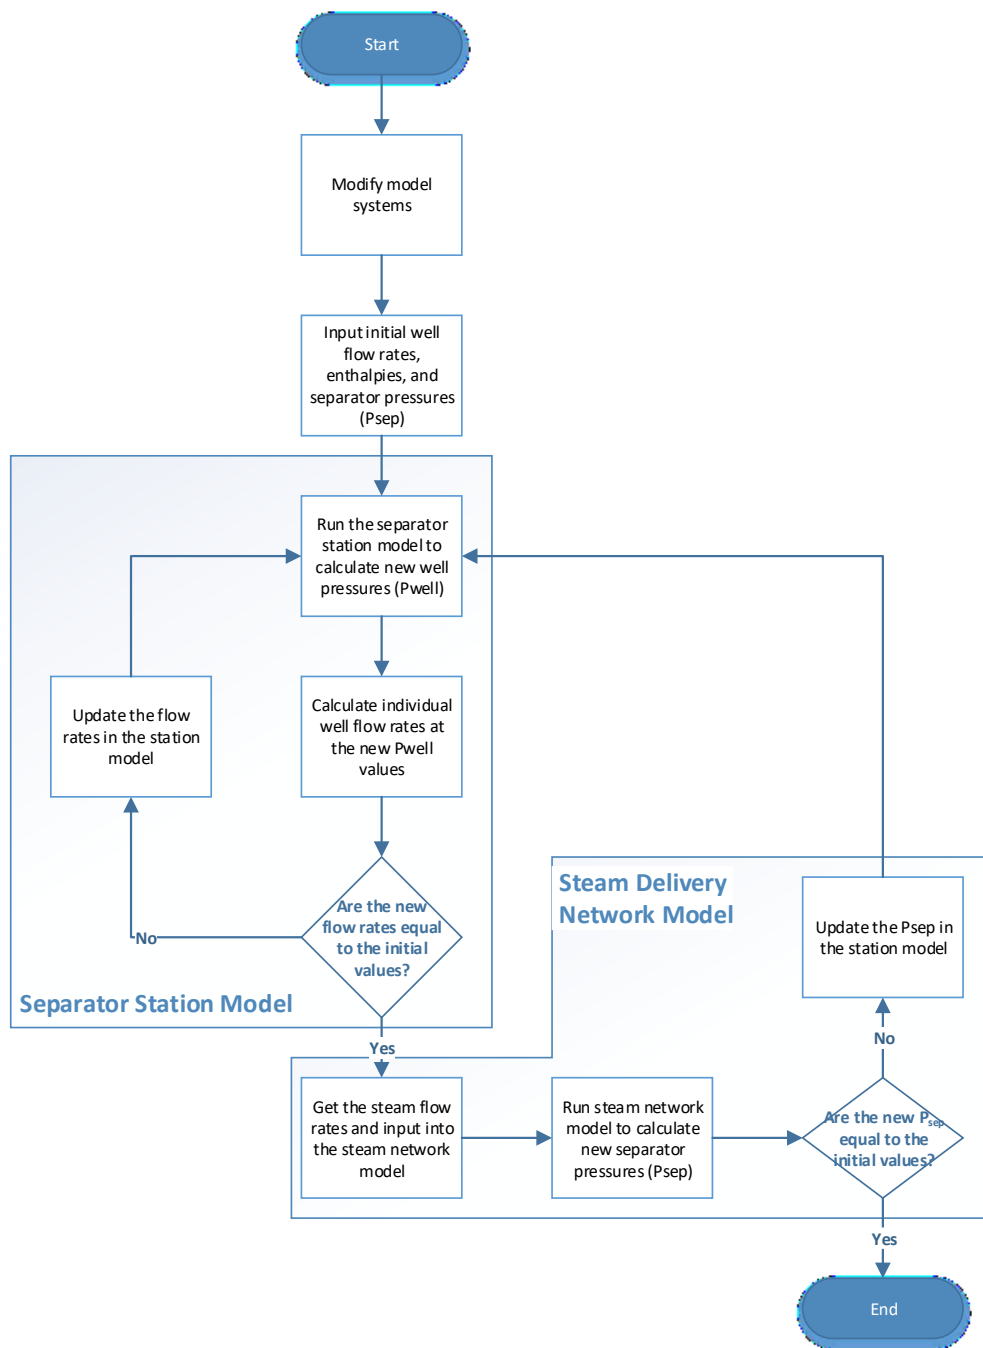 Start
Modify model
systems
Input initial well
flow rates,
enthalpies, and
separator pressures
(Psep)
Run the separator
station model to
calculate new well
pressures (Pwell)
Update the flow
rates in the station
model
Calculate individual
well flow rates at
the new Pwell
values
Are the new
flow rates equal
to the initial
values?
No
Separator Station Model
Yes
Steam Delivery
Network Model
Update the Psep in
the station model
No
Get the steam flow
rates and input into
the steam network
model
Run steam network
model to calculate
new separator
pressures (Psep)
Are the new Psep
equal to the
initial values?
Yes
End